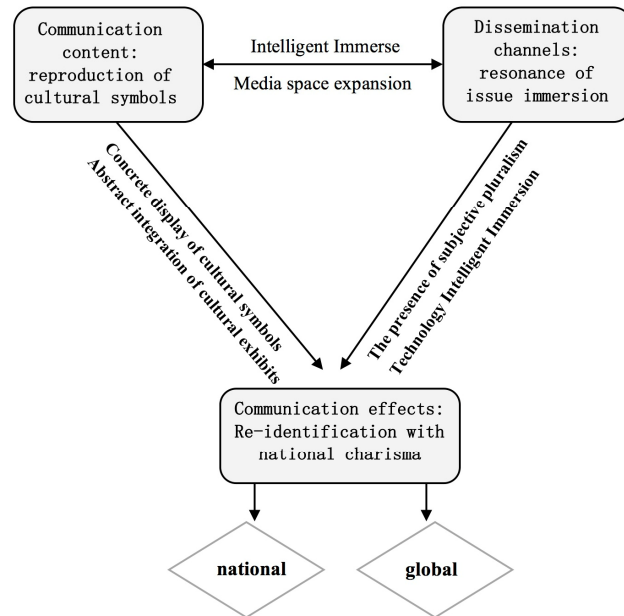 Communication
content:
reproduction of
cultural symbols
Intelligent Immerse
Media space expansion
Dissemination
channels:
resonance of
issue immersion
Concrete display of cultural symbols
Abstract integration of cultural exhibits
The presence of subjective pluralism
Technology Intelligent Immersion
Communication effects:
Re-identification with
national charisma
national
global